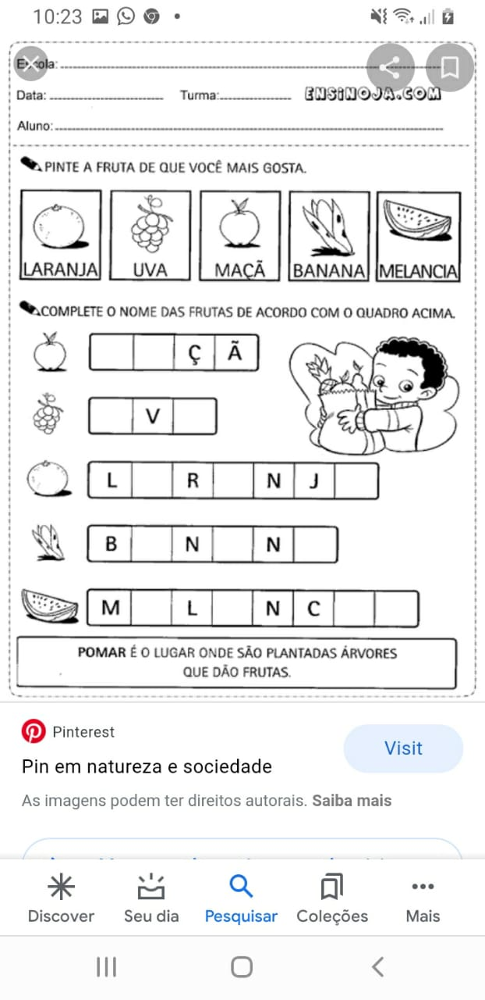 10:23
Escola:
Data: Turma: ENSINOJA.COM
Aluno:
PINTE A FRUTA DE QUE VOCÊ MAIS GOSTA.
LARANJA UVA MAÇÃ BANANA MELANCIA
COMPLETE O NOME DAS FRUTAS DE ACORDO COM O QUADRO ACIMA.
Ç Ã
V
L R N J
B N N
M L N C
POMAR É O LUGAR ONDE SÃO PLANTADAS ÁRVORES
QUE DÃO FRUTAS.
Pinterest
Visit
Pin em natureza e sociedade
As imagens podem ter direitos autorais. Saiba mais
Discover Seu dia Pesquisar Coleções Mais